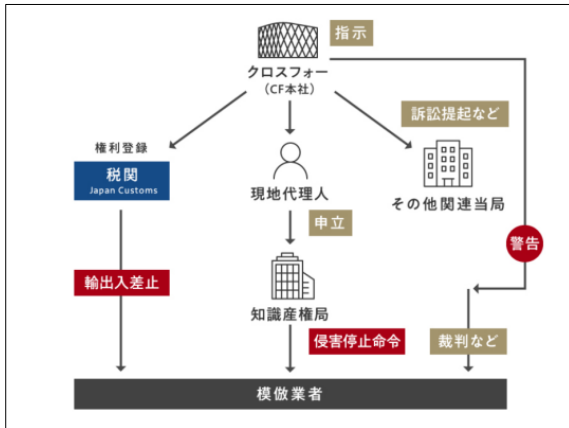 指示
クロスフォー
（CF本社）
訴訟提起など
権利登録
税関
Japan Customs
現地代理人
その他関連当局
申立
警告
輸出入差止
知識産権局
侵害停止命令
裁判など
模倣業者